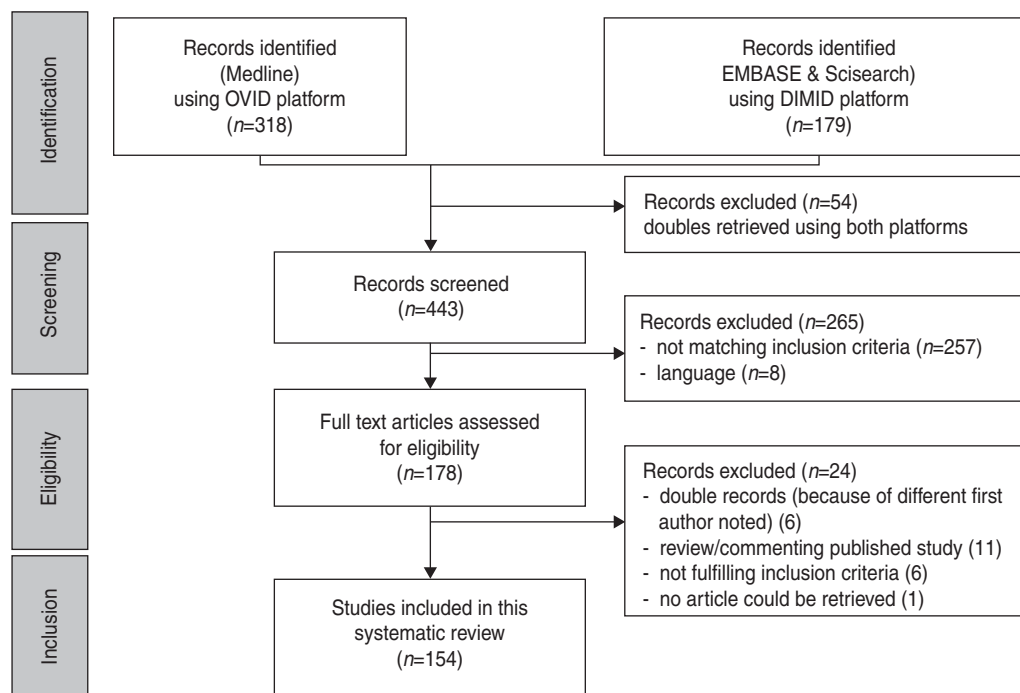 Identification
Records identified
(Medline)
using OVID platform
(n=318)
Records identified
EMBASE & Scisearch)
using DIMID platform
(n=179)
Records excluded (n=54)
doubles retrieved using both platforms
Screening
Records screened
(n=443)
Records excluded (n=265)
- not matching inclusion criteria (n=257)
- language (n=8)
Eligibility
Full text articles assessed
for eligibility
(n=178)
Records excluded (n=24)
- double records (because of different first
author noted) (6)
- review/commenting published study (11)
- not fulfilling inclusion criteria (6)
- no article could be retrieved (1)
Inclusion
Studies included in this
systematic review
(n=154)